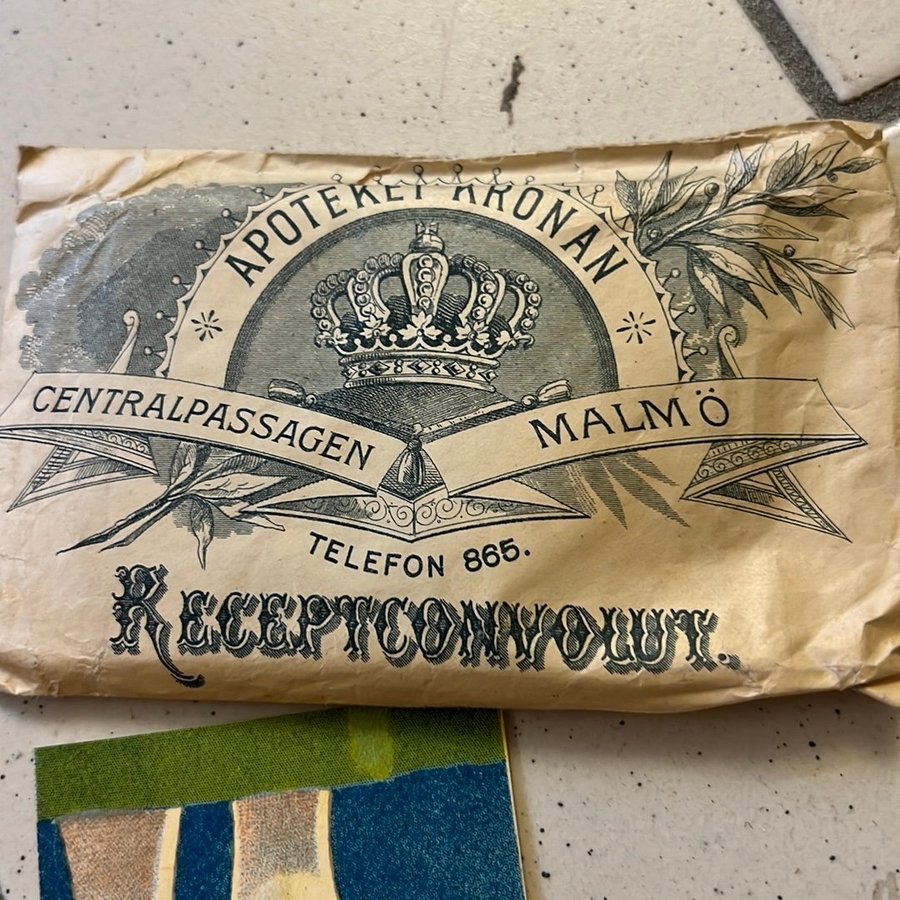 APOTEKET KRONAN
CENTRALPASSAGEN
MALMÖ
TELEFON 865.
RECEPTCONVOLUT.